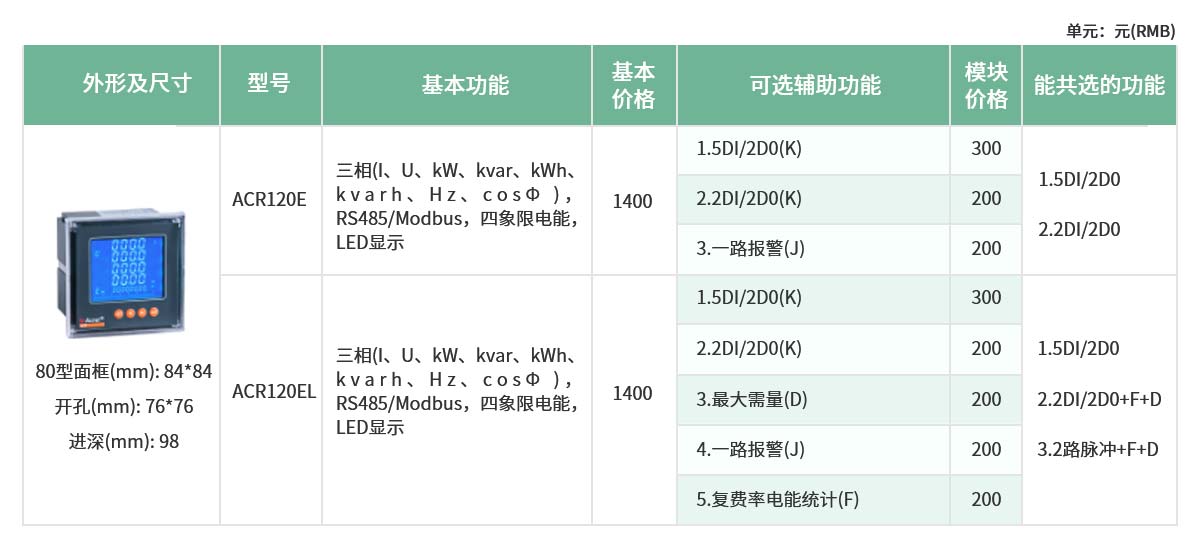 单元：元(RMB)
外形及尺寸
型号
基本功能
基本
价格
可选辅助功能
模块
价格
能共选的功能
80型面框(mm): 84*84
开孔(mm): 76*76
进深(mm): 98
ACR120E
三相(I、U、kW、kvar、kWh、
kvarh、Hz、cosΦ )，
RS485/Modbus，四象限电能，
LED显示
1400
1.5DI/2D0(K)
300
2.2DI/2D0(K)
200
3.一路报警(J)
200
1.5DI/2D0
2.2DI/2D0
ACR120EL
三相(I、U、kW、kvar、kWh、
kvarh、Hz、cosΦ )，
RS485/Modbus，四象限电能，
LED显示
1400
1.5DI/2D0(K)
300
2.2DI/2D0(K)
200
3.最大需量(D)
200
4.一路报警(J)
200
5.复费率电能统计(F)
200
1.5DI/2D0
2.2DI/2D0+F+D
3.2路脉冲+F+D